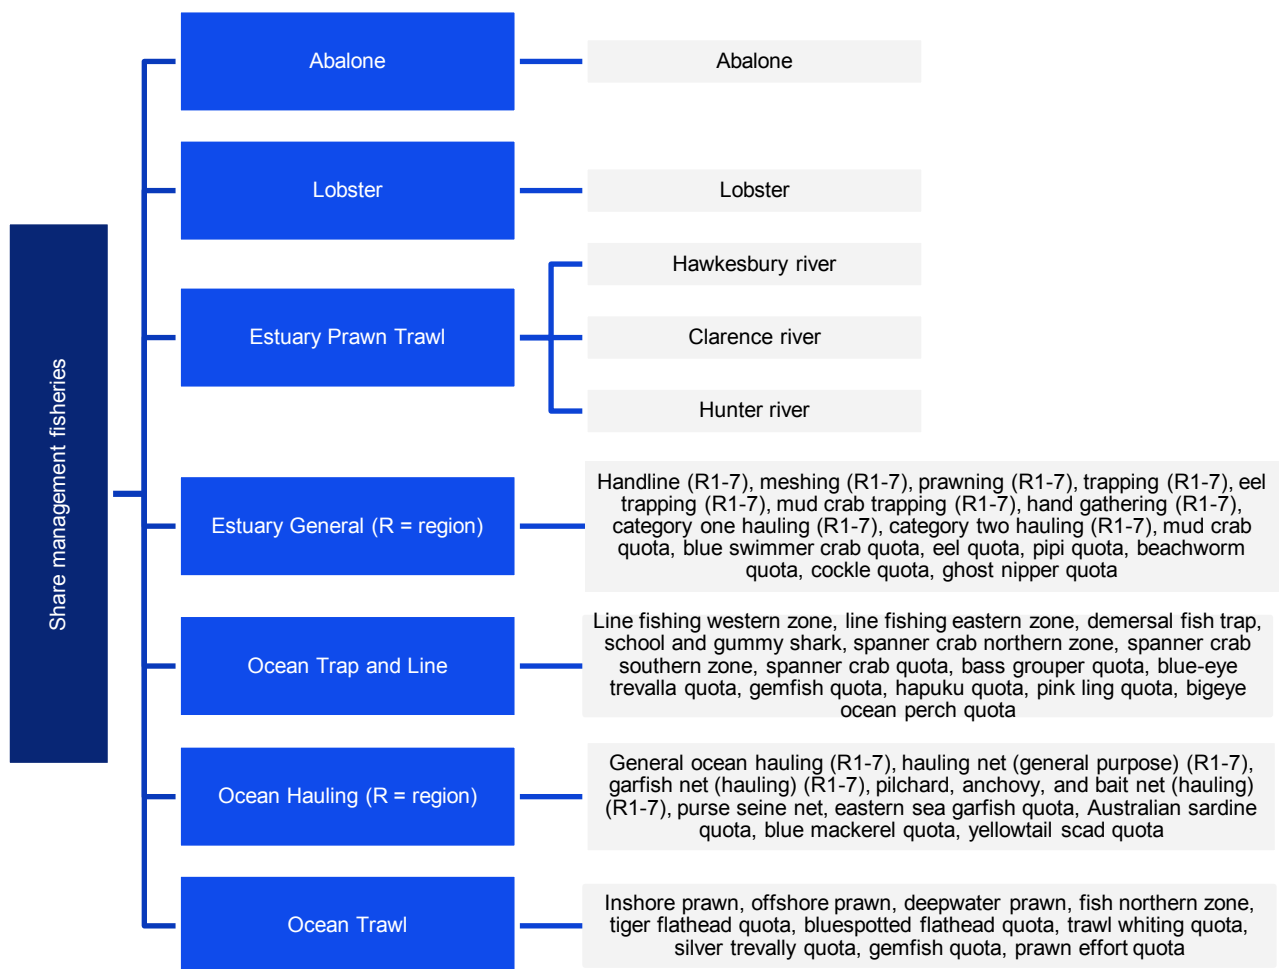 Share management fisheries
Abalone
Abalone
Lobster
Lobster
Estuary Prawn Trawl
Hawkesbury river
Clarence river
Hunter river
Estuary General (R = region)
Handline (R1-7), meshing (R1-7), prawning (R1-7), trapping (R1-7), eel
trapping (R1-7), mud crab trapping (R1-7), hand gathering (R1-7),
category one hauling (R1-7), category two hauling (R1-7), mud crab
quota, blue swimmer crab quota, eel quota, pipi quota, beachworm
quota, cockle quota, ghost nipper quota
Ocean Trap and Line
Line fishing western zone, line fishing eastern zone, demersal fish trap,
school and gummy shark, spanner crab northern zone, spanner crab
southern zone, spanner crab quota, bass grouper quota, blue-eye
trevalla quota, gemfish quota, hapuku quota, pink ling quota, bigeye
ocean perch quota
Ocean Hauling (R = region)
General ocean hauling (R1-7), hauling net (general purpose) (R1-7),
garfish net (hauling) (R1-7), pilchard, anchovy, and bait net (hauling)
(R1-7), purse seine net, eastern sea garfish quota, Australian sardine
quota, blue mackerel quota, yellowtail scad quota
Ocean Trawl
Inshore prawn, offshore prawn, deepwater prawn, fish northern zone,
tiger flathead quota, bluespotted flathead quota, trawl whiting quota,
silver trevally quota, gemfish quota, prawn effort quota